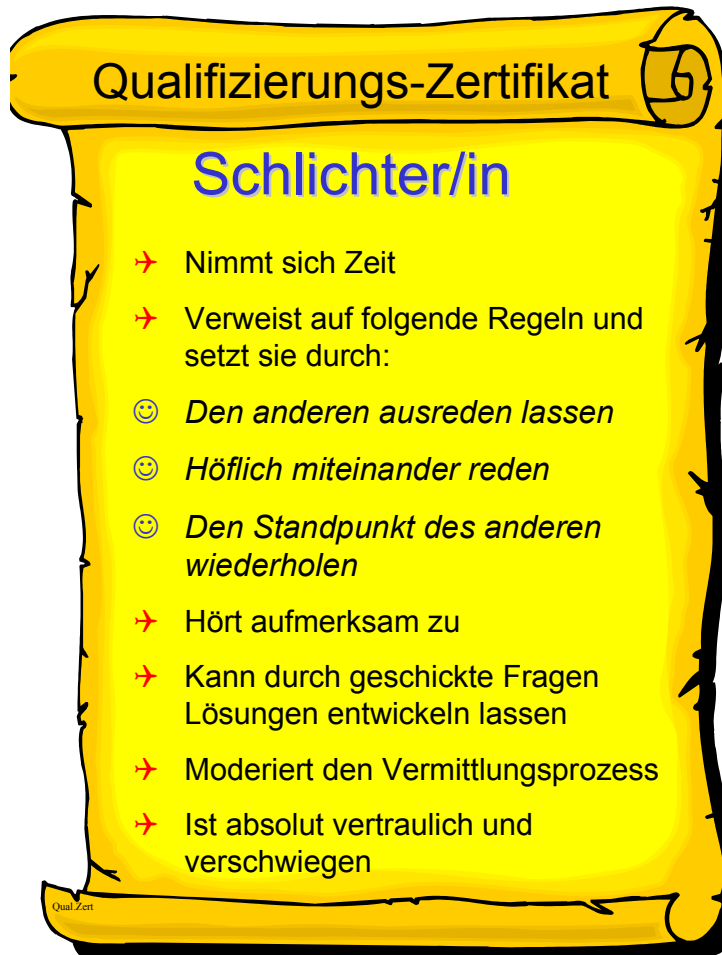 Qualifizierungs-Zertifikat
Schlichter/in
✈ Nimmt sich Zeit
✈ Verweist auf folgende Regeln und
setzt sie durch:
☺ Den anderen ausreden lassen
☺ Höflich miteinander reden
☺ Den Standpunkt des anderen
wiederholen
✈ Hört aufmerksam zu
✈ Kann durch geschickte Fragen
Lösungen entwickeln lassen
✈ Moderiert den Vermittlungsprozess
✈ Ist absolut vertraulich und
verschwiegen
Qual.Zert